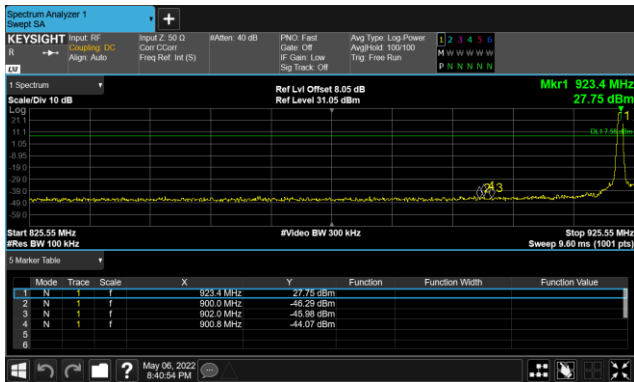 Spectrum Analyzer 1
Swept SA
+
KEYSIGHT Input: RF Input Z: 50 Ω #Atten: 40 dB PNO: Fast Avg Type: Log-Power 1 2 3 4 5 6
R Coupling: DC Corr CCorr Gate: Off Avg|Hold: 100/100 M W W W W W
Align: Auto Freq Ref: Int (S) IF Gain: Low Trig: Free Run
LXI Sig Track: Off P N N N N N
1 Spectrum Ref Lvl Offset 8.05 dB Mkr1 923.4 MHz
Scale/Div 10 dB Ref Level 31.05 dBm 27.75 dBm
Log
21.1
11.1
1.05
-8.95
-19.0
-29.0
-39.0
-49.0
-59.0
1
DL1 7.56 dBm
3
Start 825.55 MHz #Video BW 300 kHz Stop 925.55 MHz
#Res BW 100 kHz Sweep 9.60 ms (1001 pts)
5 Marker Table
Mode Trace Scale X Y Function Function Width Function Value
1 N 1 f 923.4 MHz 27.75 dBm
2 N 1 f 900.0 MHz -46.29 dBm
3 N 1 f 902.0 MHz -45.98 dBm
4 N 1 f 900.8 MHz -44.07 dBm
5
6
? May 06, 2022
8:40:54 PM